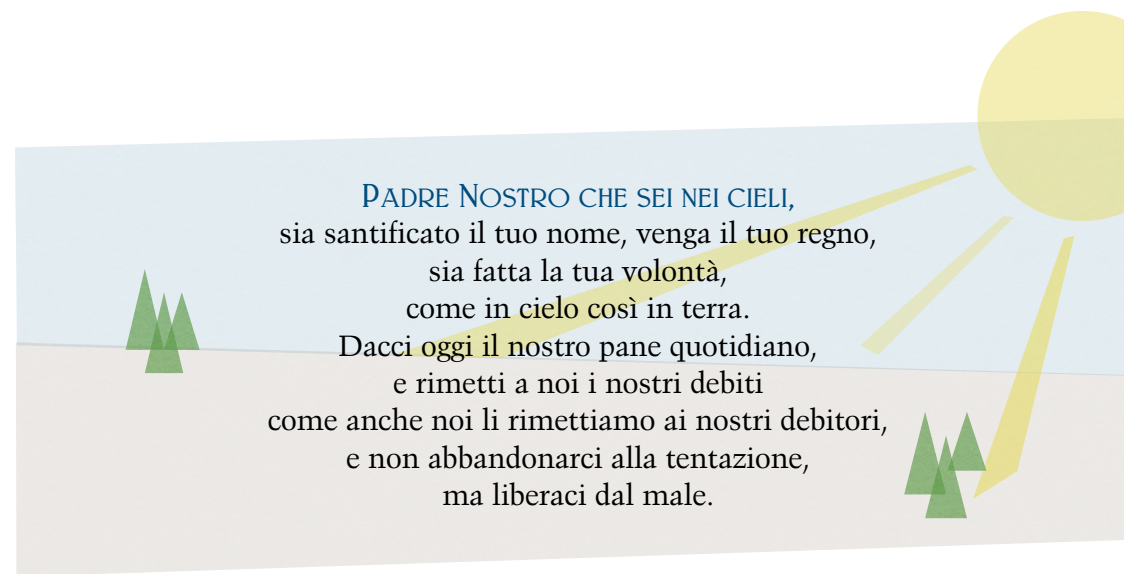 Padre Nostro che sei nei cieli,
sia santificato il tuo nome, venga il tuo regno,
sia fatta la tua volontà,
come in cielo così in terra.
Dacci oggi il nostro pane quotidiano,
e rimetti a noi i nostri debiti
come anche noi li rimettiamo ai nostri debitori,
e non abbandonarci alla tentazione,
ma liberaci dal male.